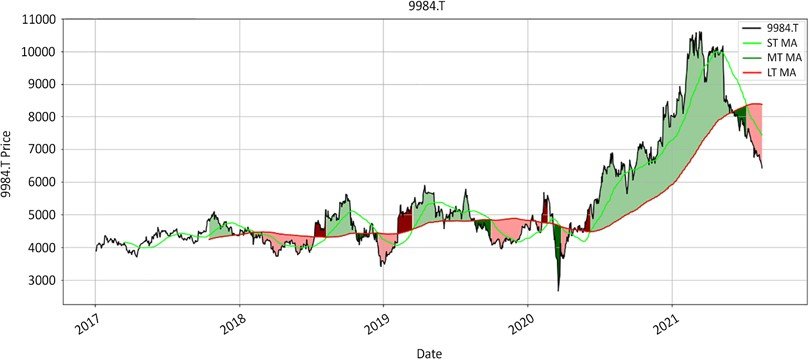 9984.T
11000
10000
9000
8000
7000
6000
5000
4000
3000
9984.T Price
9984.T
ST MA
MT MA
LT MA
2017
2018
2019
2020
2021
Date